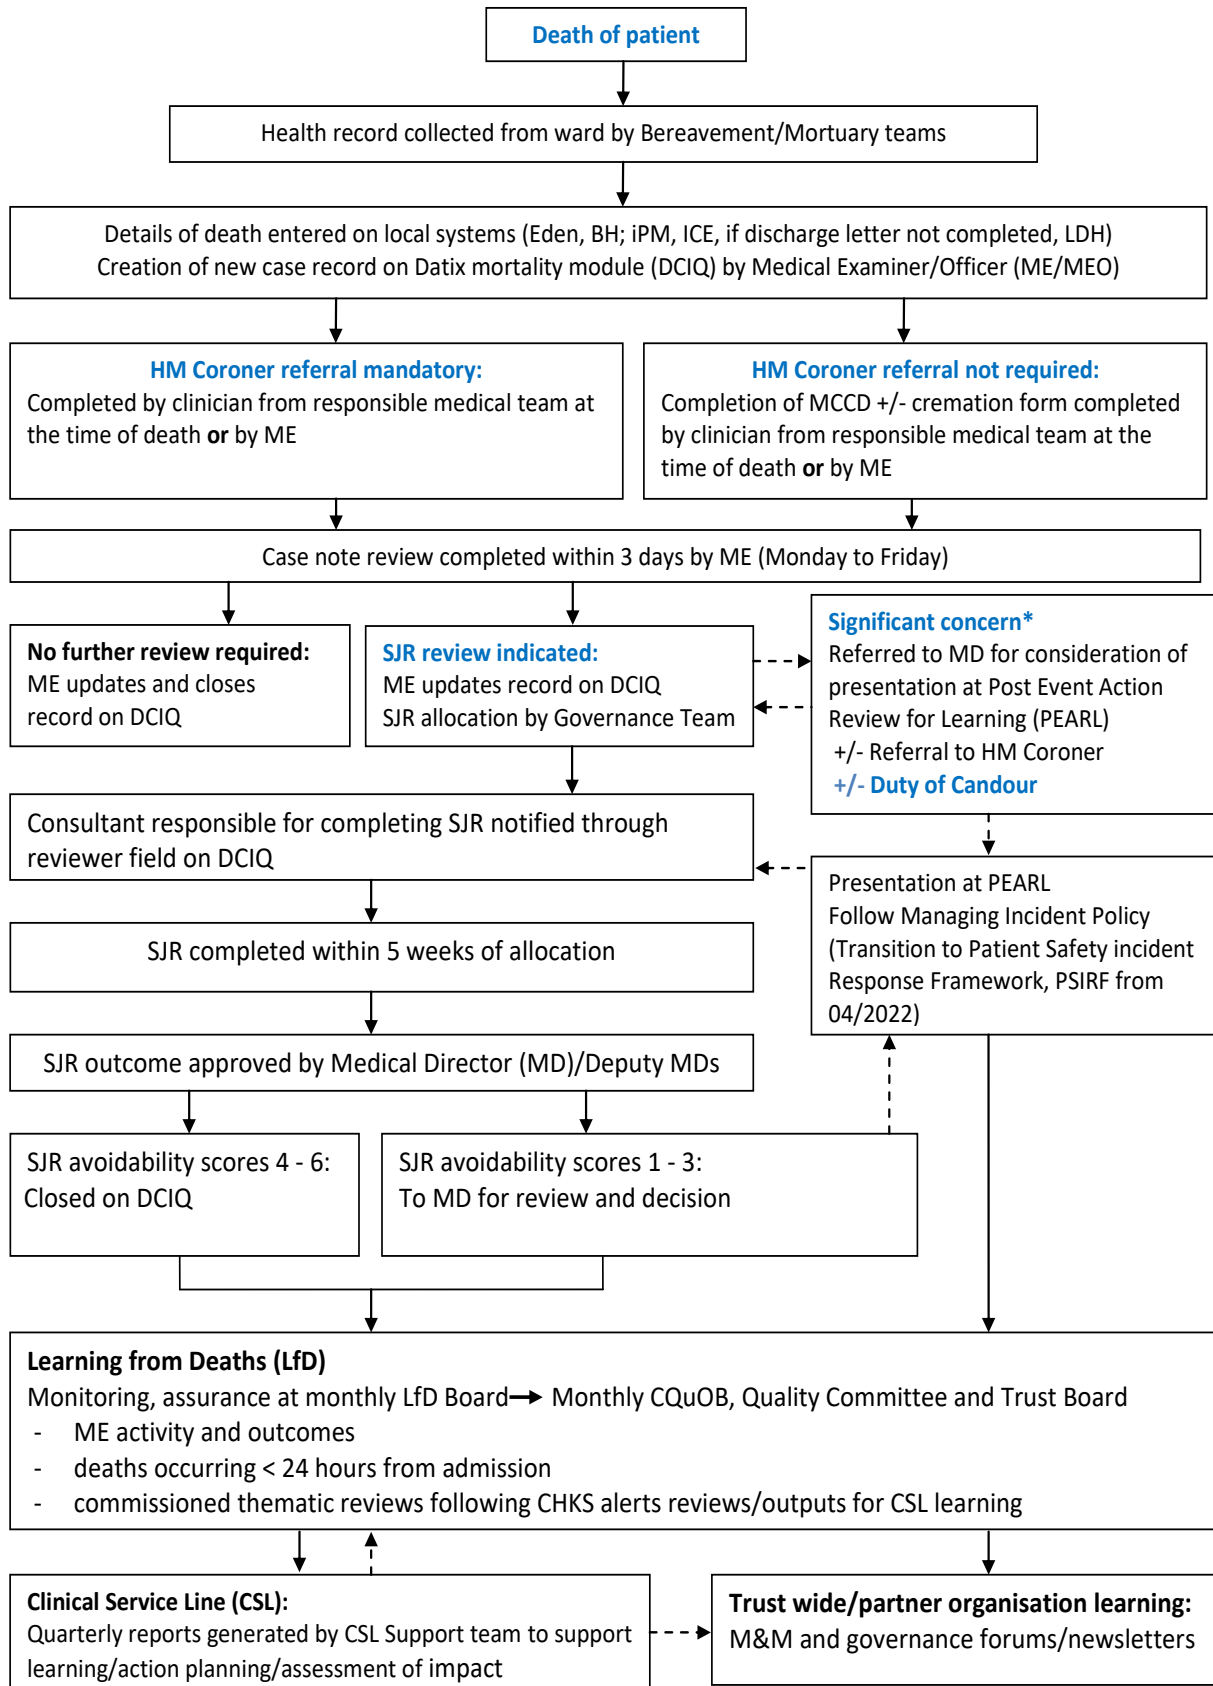 Death of patient
Health record collected from ward by Bereavement/Mortuary teams
Details of death entered on local systems (Eden, BH; iPM, ICE, if discharge letter not completed, LDH)
Creation of new case record on Datix mortality module (DCIQ) by Medical Examiner/Officer (ME/MEO)
HM Coroner referral mandatory:
Completed by clinician from responsible medical team at
the time of death or by ME
HM Coroner referral not required:
Completion of MCCD +/- cremation form completed
by clinician from responsible medical team at the
time of death or by ME
Case note review completed within 3 days by ME (Monday to Friday)
No further review required:
ME updates and closes
record on DCIQ
SJR review indicated:
ME updates record on DCIQ
SJR allocation by Governance Team
Significant concern*
Referred to MD for consideration of
presentation at Post Event Action
Review for Learning (PEARL)
+/- Referral to HM Coroner
+/- Duty of Candour
Consultant responsible for completing SJR notified through
reviewer field on DCIQ
Presentation at PEARL
Follow Managing Incident Policy
(Transition to Patient Safety incident
Response Framework, PSIRF from
04/2022)
SJR completed within 5 weeks of allocation
SJR outcome approved by Medical Director (MD)/Deputy MDs
SJR avoidability scores 4 - 6:
Closed on DCIQ
SJR avoidability scores 1 - 3:
To MD for review and decision
Learning from Deaths (LfD)
Monitoring, assurance at monthly LfD Board → Monthly CQuOB, Quality Committee and Trust Board
- ME activity and outcomes
- deaths occurring < 24 hours from admission
- commissioned thematic reviews following CHKS alerts reviews/outputs for CSL learning
Clinical Service Line (CSL):
Quarterly reports generated by CSL Support team to support
learning/action planning/assessment of impact
Trust wide/partner organisation learning:
M&M and governance forums/newsletters